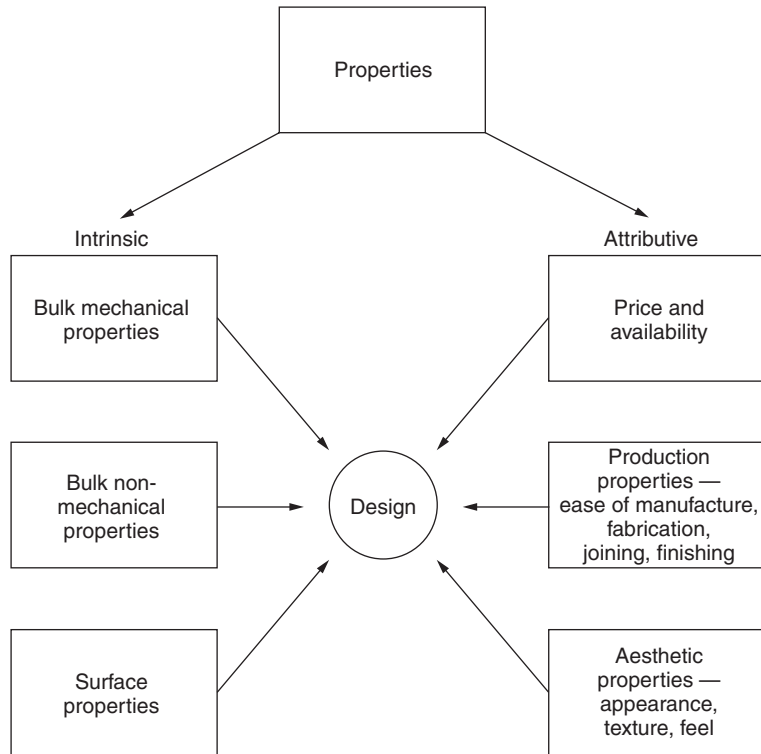 Properties
Intrinsic
Attributive
Bulk mechanical
properties
Price and
availability
Bulk non-
mechanical
properties
Design
Production
properties —
ease of manufacture,
fabrication,
joining, finishing
Surface
properties
Aesthetic
properties —
appearance,
texture, feel